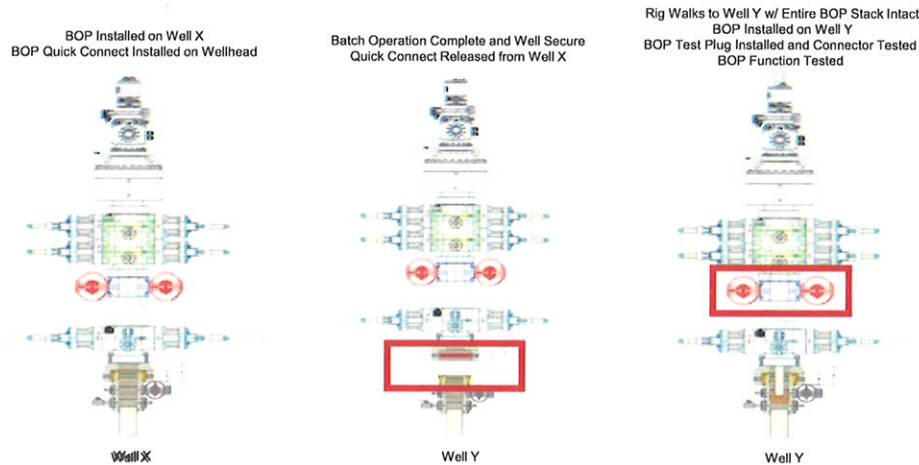 BOP Installed on Well X
BOP Quick Connect Installed on Wellhead
Batch Operation Complete and Well Secure
Quick Connect Released from Well X
Rig Walks to Well Y w/ Entire BOP Stack Intact
BOP Installed on Well Y
BOP Test Plug Installed and Connector Tested
BOP Function Tested
Well X
Well Y
Well Y